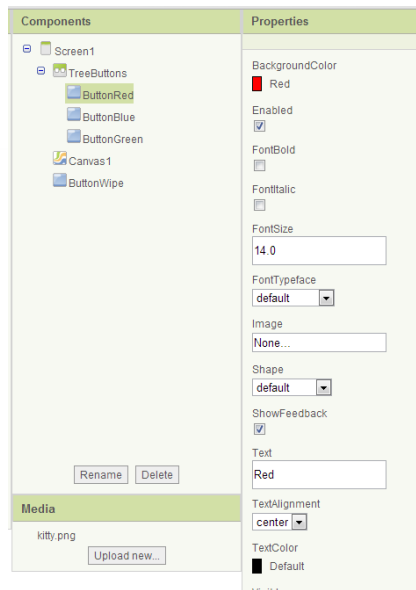 Components
Screen1
TreeButtons
ButtonRed
ButtonBlue
ButtonGreen
Canvas1
ButtonWipe
Rename Delete
Media
kitty.png
Upload new...
Properties
BackgroundColor
Red
Enabled
FontBold
FontItalic
FontSize
14.0
FontTypeface
default
Image
None...
Shape
default
ShowFeedback
Text
Red
TextAlignment
center
TextColor
Default